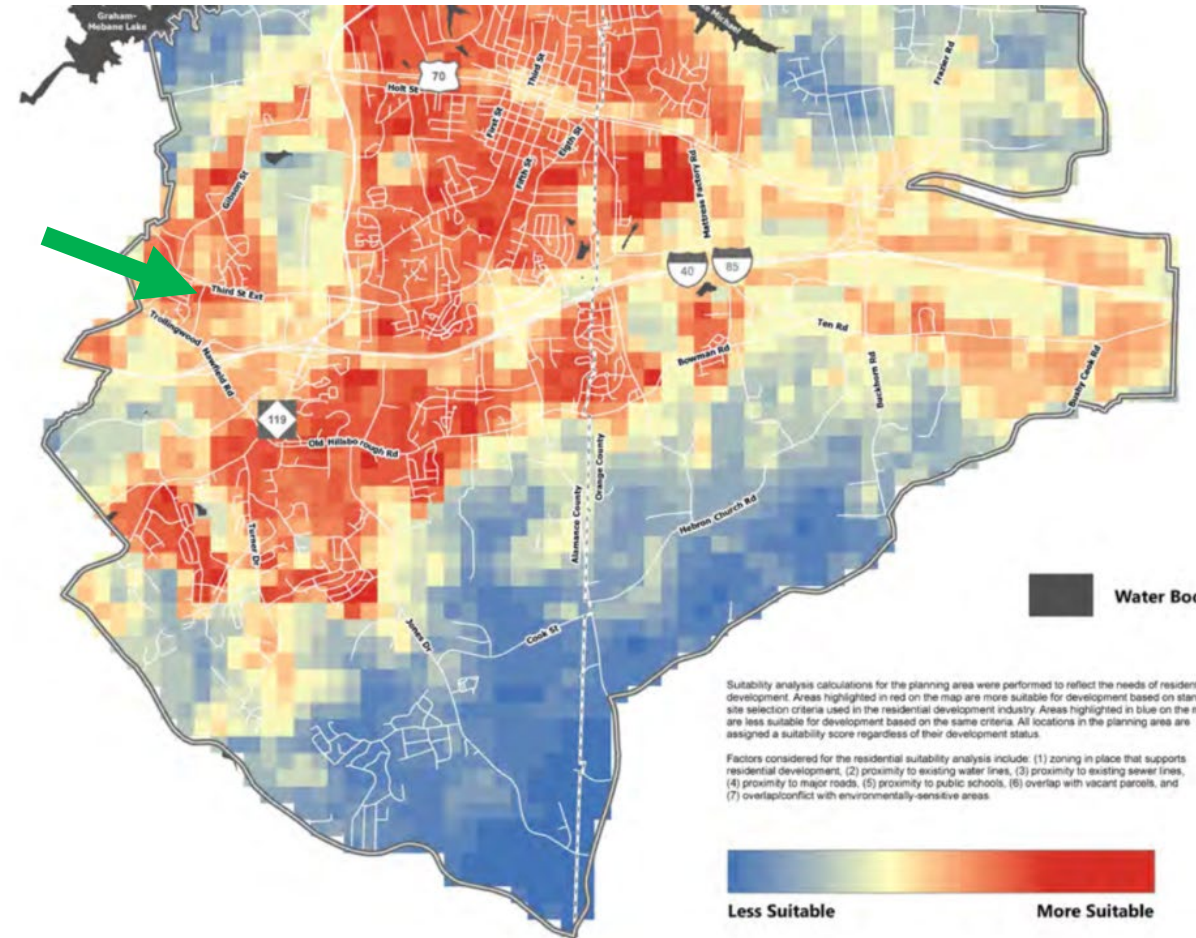 Graham-
Mebane Lake
Michael
70
Holt St
Third St
First St
Eigth St
Fifth St
Frazier Rd
Mattress Factory Rd
Gibson St
40
85
Third St Ext
Trollingwood Hawfield Rd
Ten Rd
Bowman Rd
Buckhorn Rd
Bushy Cook Rd
119
Old Hillsborough Rd
Alamance County
Orange County
Hebron Church Rd
Turner Dr
Jones Dr
Cook St
Water Bo
Suitability analysis calculations for the planning area were performed to reflect the needs of residen
development. Areas highlighted in red on the map are more suitable for development based on stan
site selection criteria used in the residential development industry. Areas highlighted in blue on the m
are less suitable for development based on the same criteria. All locations in the planning area are
assigned a suitability score regardless of their development status.
Factors considered for the residential suitability analysis include: (1) zoning in place that supports
residential development, (2) proximity to existing water lines, (3) proximity to existing sewer lines,
(4) proximity to major roads, (5) proximity to public schools, (6) overlap with vacant parcels, and
(7) overlap/conflict with environmentally-sensitive areas.
Less Suitable
More Suitable